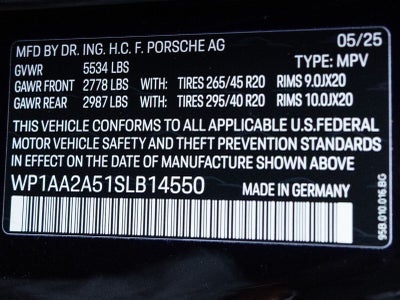 MFD BY DR. ING. H.C. F. PORSCHE AG 05/25
GVWR 5534 LBS TYPE: MPV
GAWR FRONT 2778 LBS WITH: TIRES 265/45 R20 RIMS 9.0JX20
GAWR REAR 2987 LBS WITH: TIRES 295/40 R20 RIMS 10.0JX20
THIS VEHICLE CONFORMS TO ALL APPLICABLE U.S.FEDERAL
MOTOR VEHICLE SAFETY AND THEFT PREVENTION STANDARDS
IN EFFECT ON THE DATE OF MANUFACTURE SHOWN ABOVE.
WP1AA2A51SLB14550 MADE IN GERMANY
95B.010.016.BG